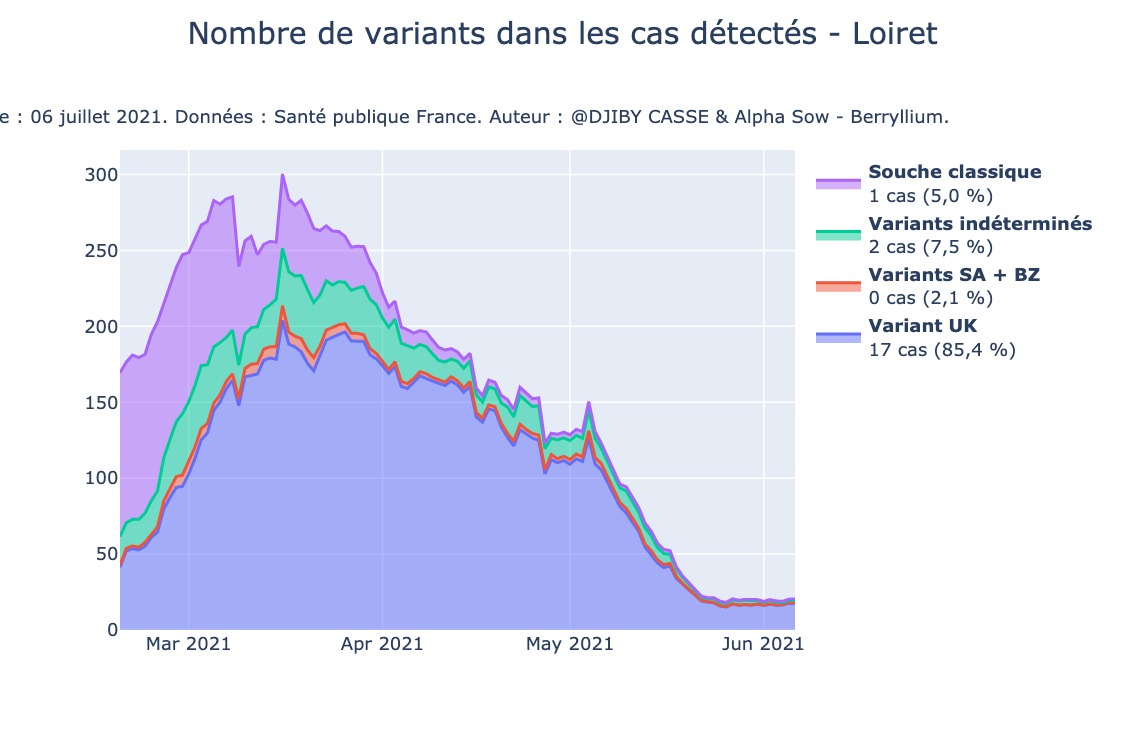 Nombre de variants dans les cas détectés - Loiret
e : 06 juillet 2021. Données : Santé publique France. Auteur : @DJIBY CASSE & Alpha Sow - Berryllium.
300
250
200
150
100
50
0
Mar 2021
Apr 2021
May 2021
Jun 2021
Souche classique
1 cas (5,0 %)
Variants indéterminés
2 cas (7,5 %)
Variants SA + BZ
0 cas (2,1 %)
Variant UK
17 cas (85,4 %)